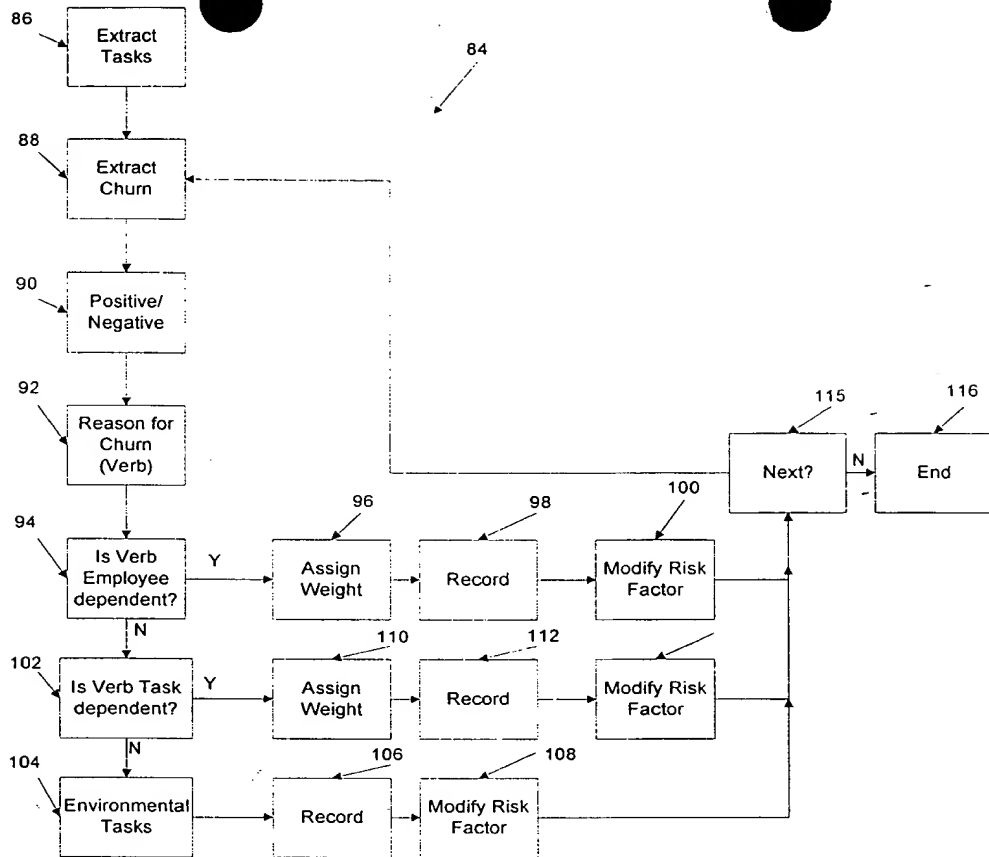 86
Extract
Tasks
84
88
Extract
Churn
90
Positive/
Negative
92
Reason for
Churn
(Verb)
115
116
Next?
N
End
94
Is Verb
Employee
dependent?
Y
96
Assign
Weight
98
Record
100
Modify Risk
Factor
N
102
Is Verb Task
dependent?
Y
110
Assign
Weight
112
Record
Modify Risk
Factor
N
104
Environmental
Tasks
106
Record
108
Modify Risk
Factor